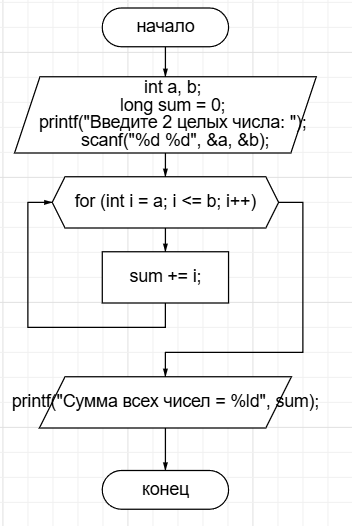 начало
int a, b;
long sum = 0;
printf("Введите 2 целых числа: ");
scanf("%d %d", &a, &b);
for (int i = a; i <= b; i++)
sum += i;
printf("Сумма всех чисел = %ld", sum);
конец